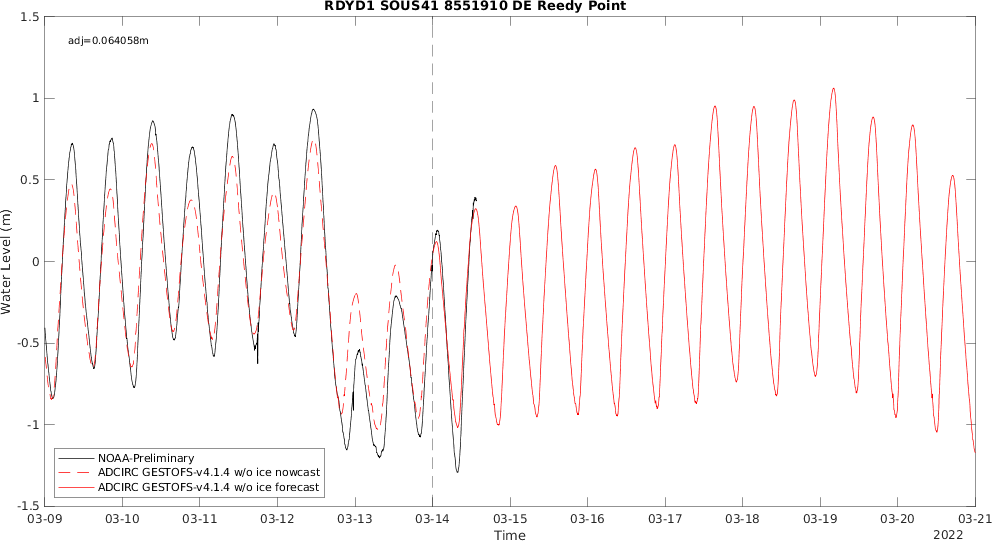 RDYD1 SOUS41 8551910 DE Reedy Point
adj=0.064058m
1.5
1
0.5
0
-0.5
-1
-1.5
Water Level (m)
NOAA-Preliminary
ADCIRC GESTOFS-v4.1.4 w/o ice nowcast
ADCIRC GESTOFS-v4.1.4 w/o ice forecast
03-09 03-10 03-11 03-12 03-13 03-14 03-15 03-16 03-17 03-18 03-19 03-20 03-21
Time
2022